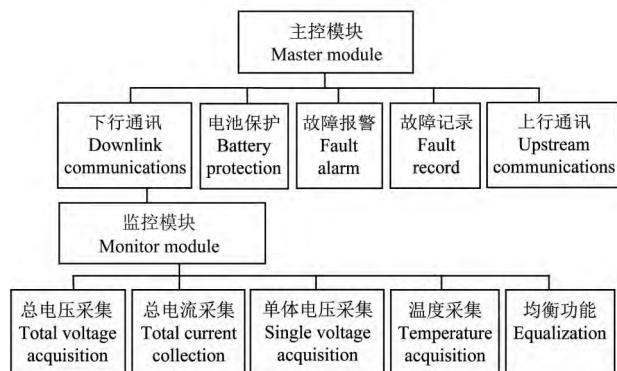 主控模块
Master module
下行通讯
Downlink
communications
电池保护
Battery
protection
故障报警
Fault
alarm
故障记录
Fault
record
上行通讯
Upstream
communications
监控模块
Monitor module
总电压采集
Total voltage
acquisition
总电流采集
Total current
collection
单体电压采集
Single voltage
acquisition
温度采集
Temperature
acquisition
均衡功能
Equalization